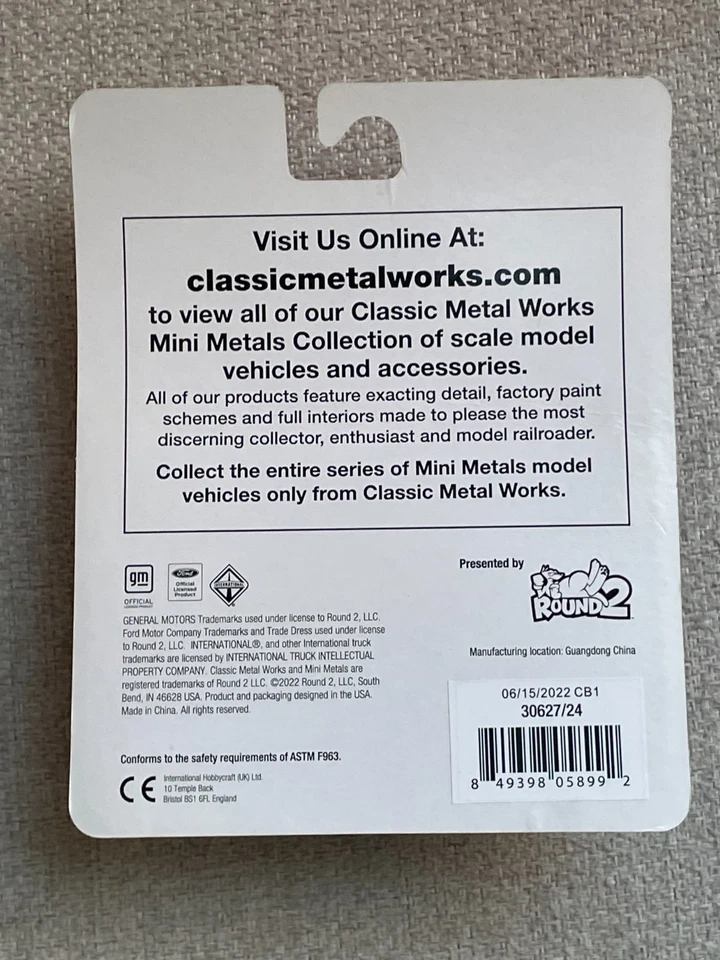 Visit Us Online At:
classicmetalworks.com
to view all of our Classic Metal Works
Mini Metals Collection of scale model
vehicles and accessories.
All of our products feature exacting detail, factory paint
schemes and full interiors made to please the most
discerning collector, enthusiast and model railroader.
Collect the entire series of Mini Metals model
vehicles only from Classic Metal Works.
gm
OFFICIAL
LICENSED PRODUCT
Ford
Official
Licensed
Product
INTERNATIONAL
GENERAL MOTORS Trademarks used under license to Round 2, LLC.
Ford Motor Company Trademarks and Trade Dress used under license
to Round 2, LLC. INTERNATIONAL®, and other International truck
trademarks are licensed by INTERNATIONAL TRUCK INTELLECTUAL
PROPERTY COMPANY. Classic Metal Works and Mini Metals are
registered trademarks of Round 2 LLC. ©2022 Round 2, LLC, South
Bend, IN 46628 USA. Product and packaging designed in the USA.
Made in China. All rights reserved.
Conforms to the safety requirements of ASTM F963.
CE
International Hobbycraft (UK) Ltd.
10 Temple Back
Bristol BS1 6FL England
Presented by
ROUND 2
Manufacturing location: Guangdong China
06/15/2022 CB1
30627/24
8 49398 05899 2